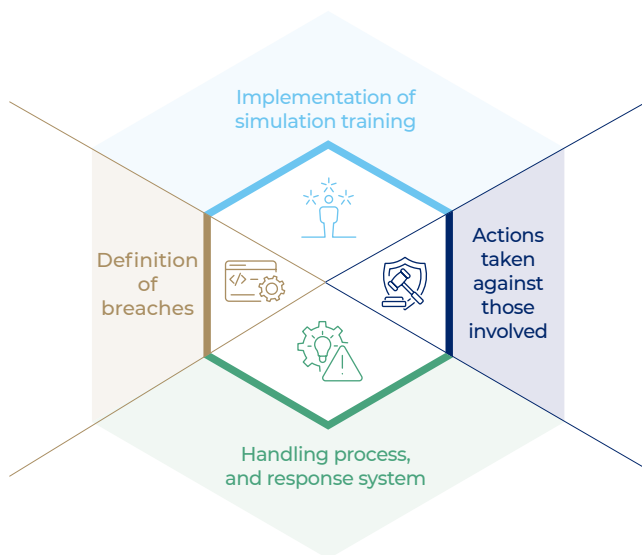 Implementation of
simulation training
Definition
of
breaches
Actions
taken
against
those
involved
Handling process,
and response system